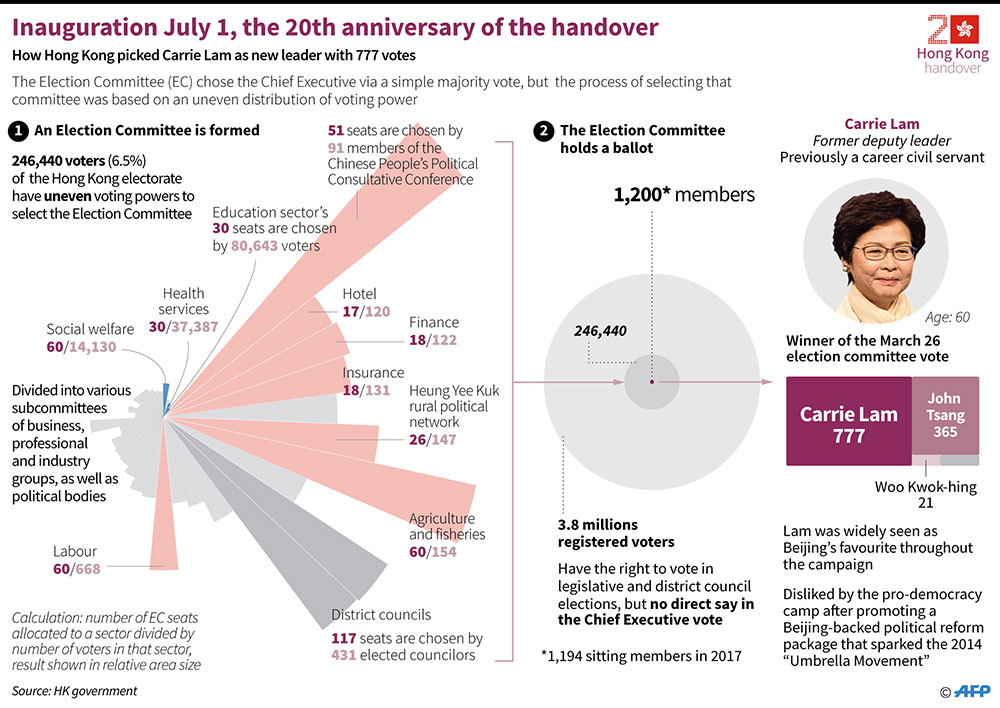 Inauguration July 1, the 20th anniversary of the handover
How Hong Kong picked Carrie Lam as new leader with 777 votes
The Election Committee (EC) chose the Chief Executive via a simple majority vote, but the process of selecting that
committee was based on an uneven distribution of voting power
20
Hong Kong
handover
1 An Election Committee is formed
246,440 voters (6.5%)
of the Hong Kong electorate
have uneven voting powers to
select the Election Committee
51 seats are chosen by
91 members of the
Chinese People's Political
Consultative Conference
Education sector's
30 seats are chosen
by 80,643 voters
Health
services
30/37,387
Social welfare
60/14,130
Hotel
17/120
Finance
18/122
Insurance
18/131
Heung Yee Kuk
rural political
network
26/147
Divided into various
subcommittees
of business,
professional
and industry
groups, as well as
political bodies
Agriculture
and fisheries
60/154
Labour
60/668
District councils
117 seats are chosen by
431 elected councilors
Calculation: number of EC seats
allocated to a sector divided by
number of voters in that sector,
result shown in relative area size
2 The Election Committee
holds a ballot
1,200* members
246,440
3.8 millions
registered voters
Have the right to vote in
legislative and district council
elections, but no direct say in
the Chief Executive vote
*1,194 sitting members in 2017
Carrie Lam
Former deputy leader
Previously a career civil servant
Age: 60
Winner of the March 26
election committee vote
Carrie Lam
777
John
Tsang
365
Woo Kwok-hing
21
Lam was widely seen as
Beijing's favourite throughout
the campaign
Disliked by the pro-democracy
camp after promoting a
Beijing-backed political reform
package that sparked the 2014
"Umbrella Movement"
Source: HK government
© AFP